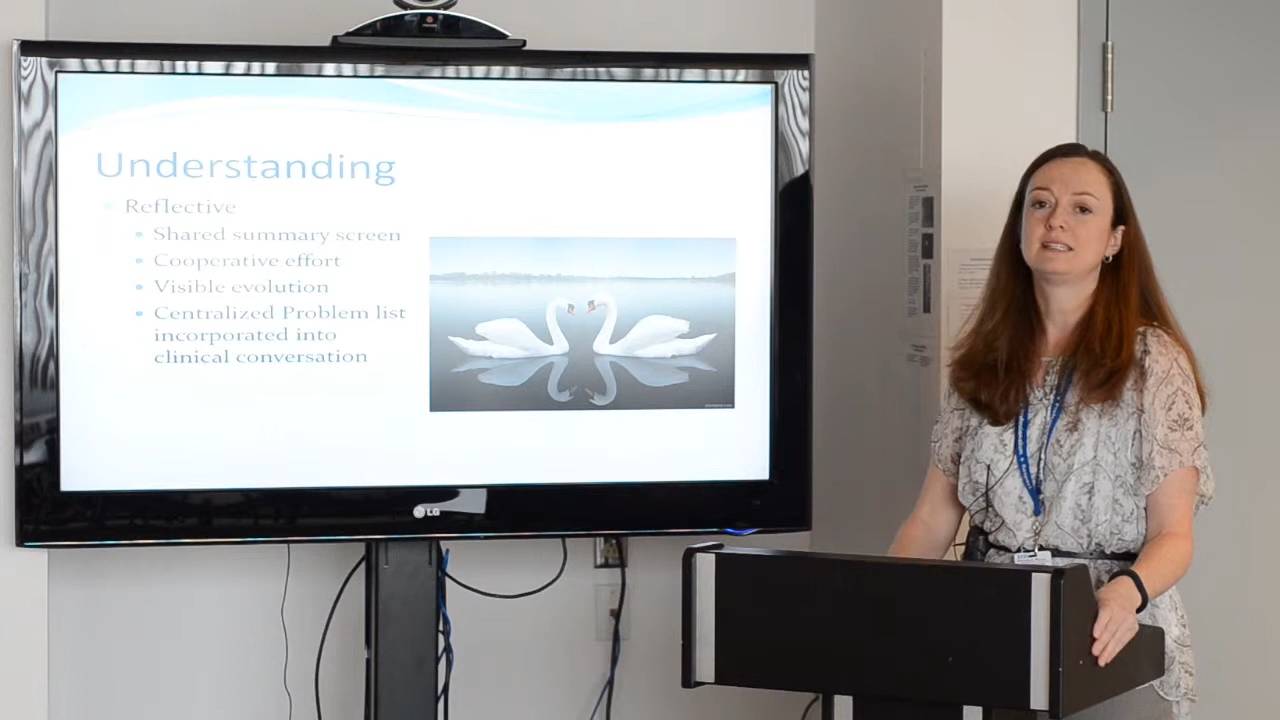 Understanding
Reflective
Shared summary screen
Cooperative effort
Visible evolution
Centralized Problem list
incorporated into
clinical conversation
LG